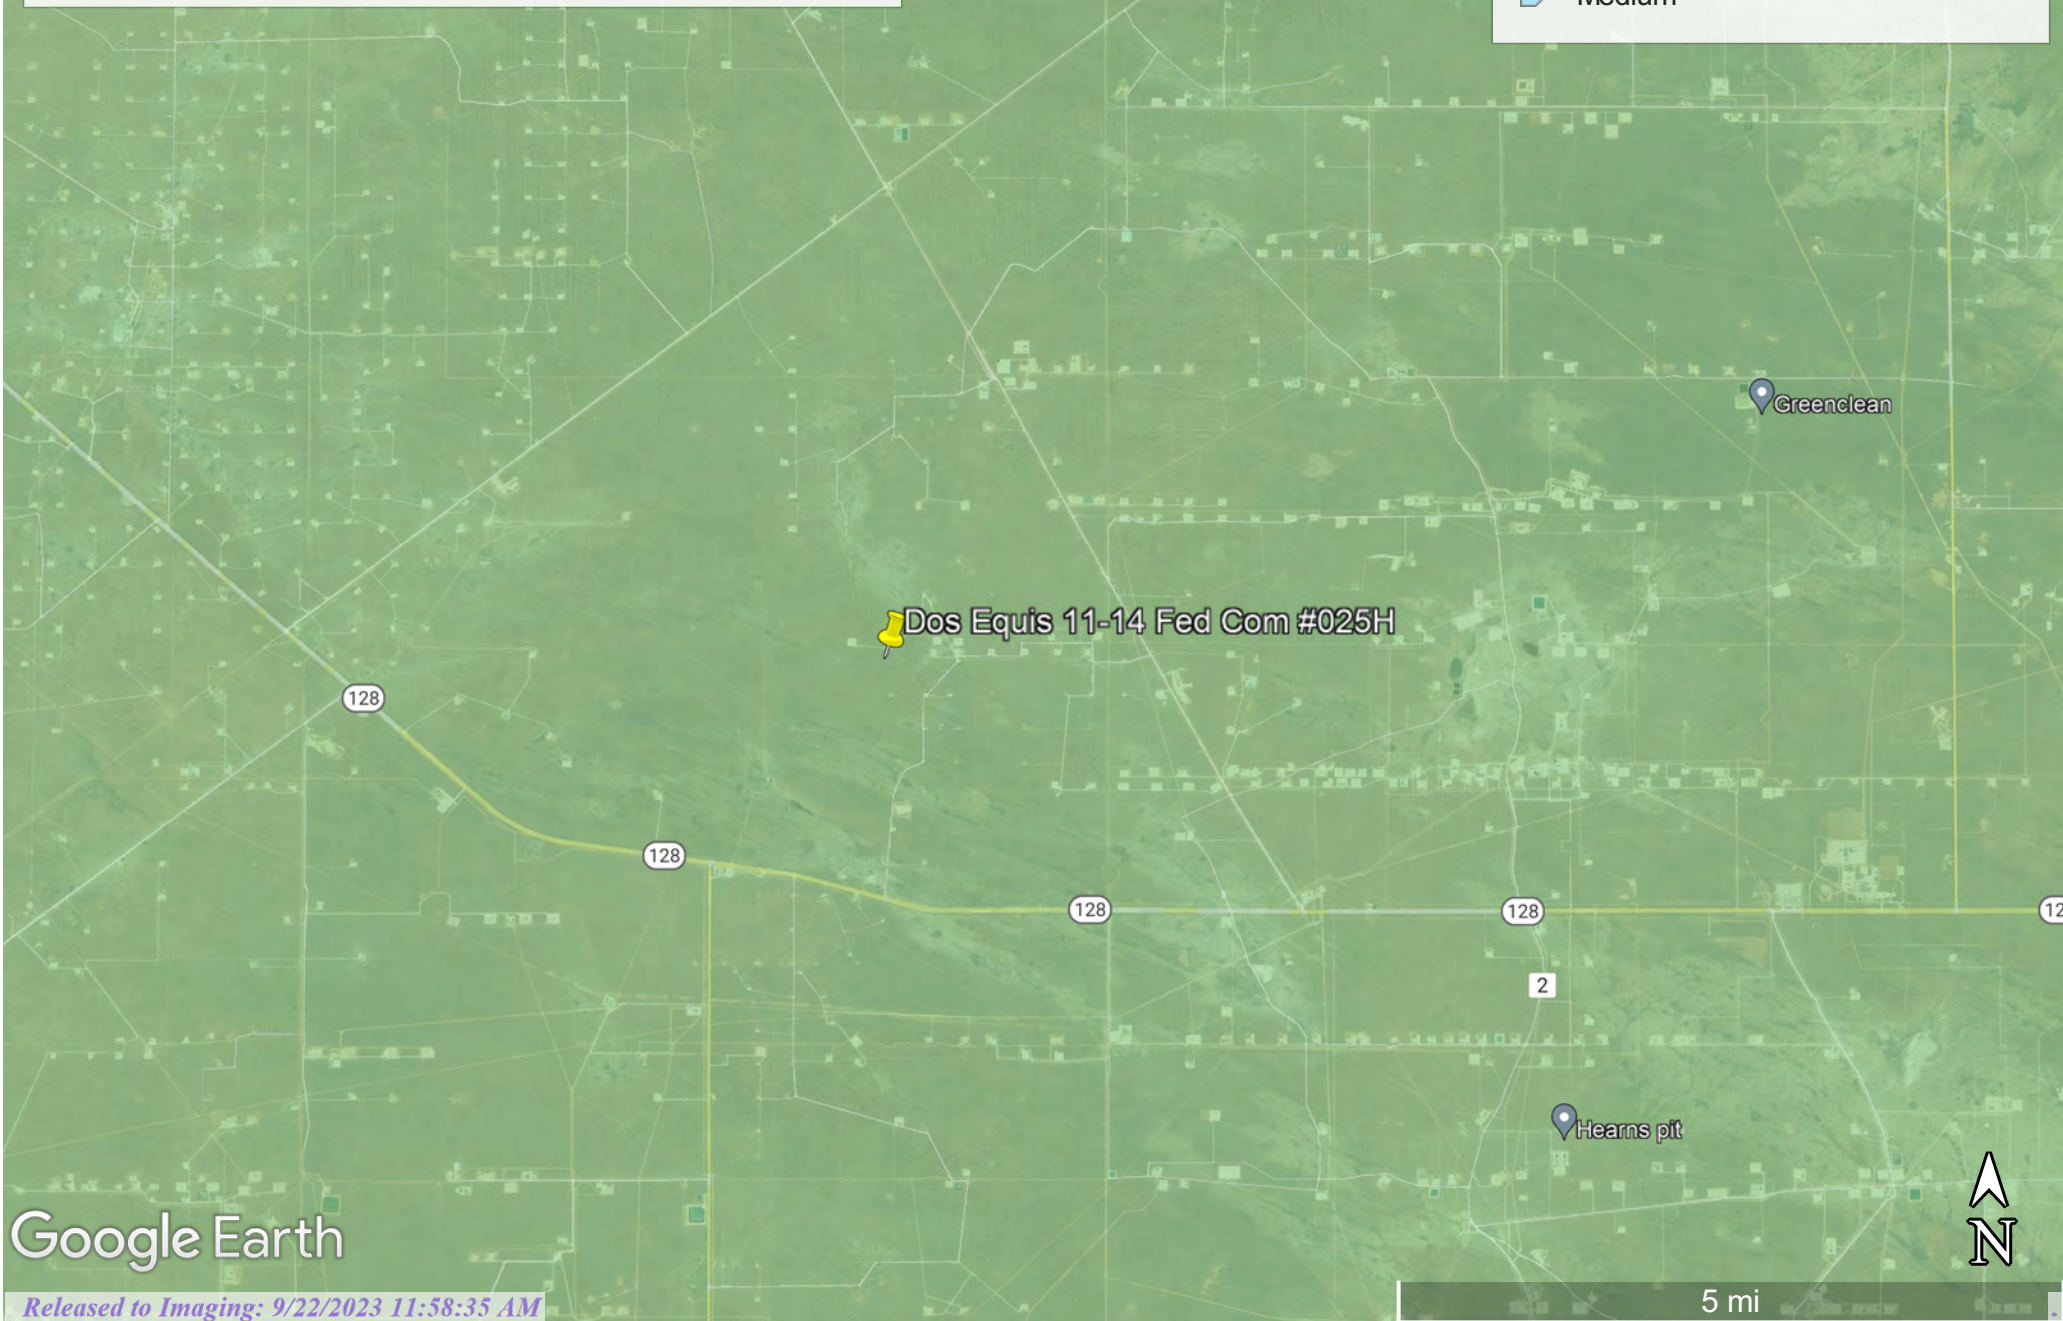 Medium
Greenclean
Dos Equis 11-14 Fed Com #025H
128
128
128
128
2
Hearns pit
N
Google Earth
Released to Imaging: 9/22/2023 11:58:35 AM
5 mi